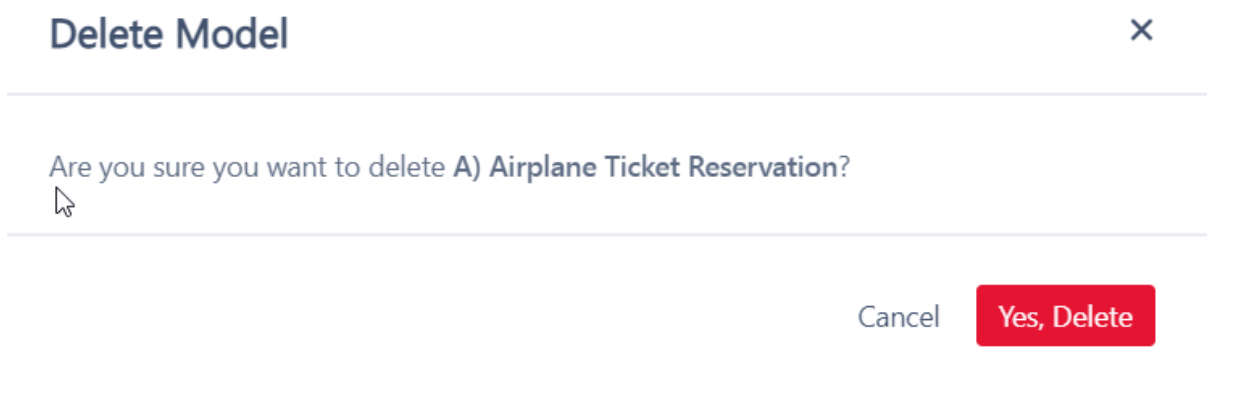 Delete Model
Are you sure you want to delete A) Airplane Ticket Reservation?
Cancel
Yes, Delete